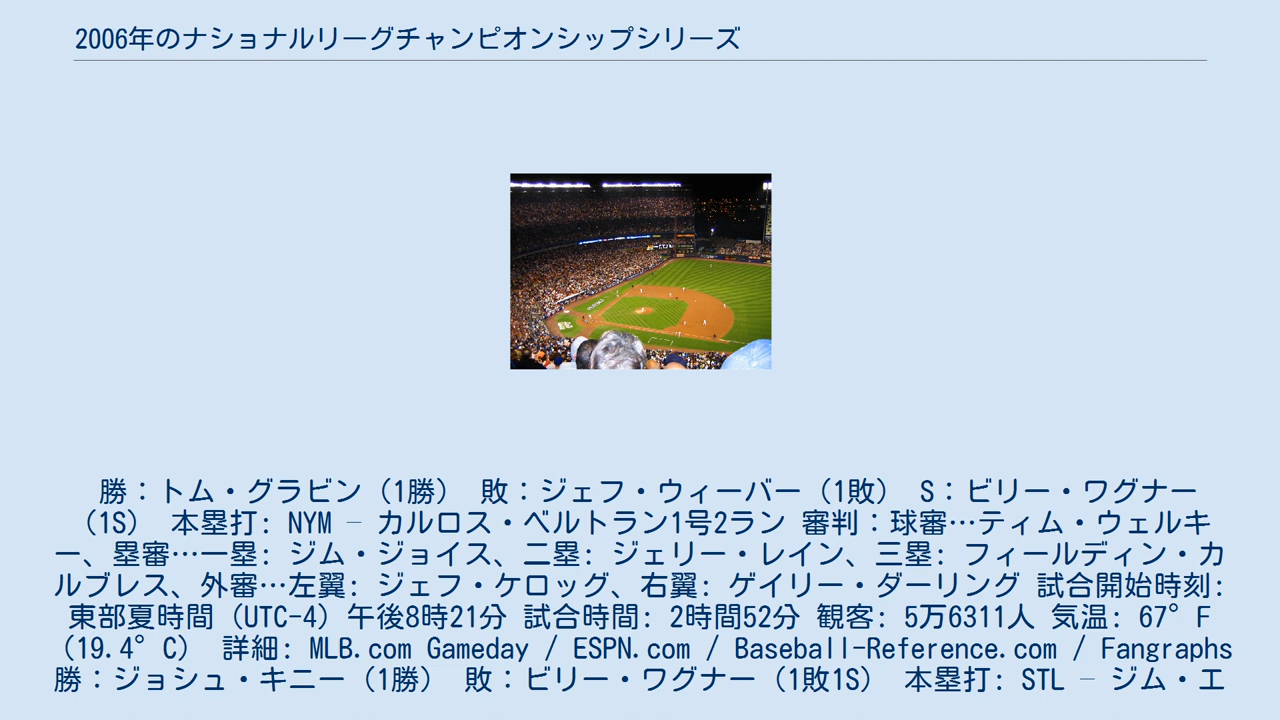 2006年のナショナルリーグチャンピオンシップシリーズ
勝：トム・グラビン（1勝） 敗：ジェフ・ウィーバー（1敗） S：ビリー・ワグナー
（1S） 本塁打: NYM – カルロス・ベルトラン1号2ラン 審判：球審…ティム・ウェルキ
ー、塁審…一塁: ジム・ジョイス、二塁: ジェリー・レイン、三塁: フィールディン・カ
ルブレス、外審…左翼: ジェフ・ケロッグ、右翼: ゲイリー・ダーリング 試合開始時刻:
東部夏時間（UTC-4）午後8時21分 試合時間: 2時間52分 観客: 5万6311人 気温: 67°F
（19.4°C） 詳細: MLB.com Gameday / ESPN.com / Baseball-Reference.com / Fangraphs
勝：ジョシュ・キニー（1勝） 敗：ビリー・ワグナー（1敗1S） 本塁打: STL – ジム・エ